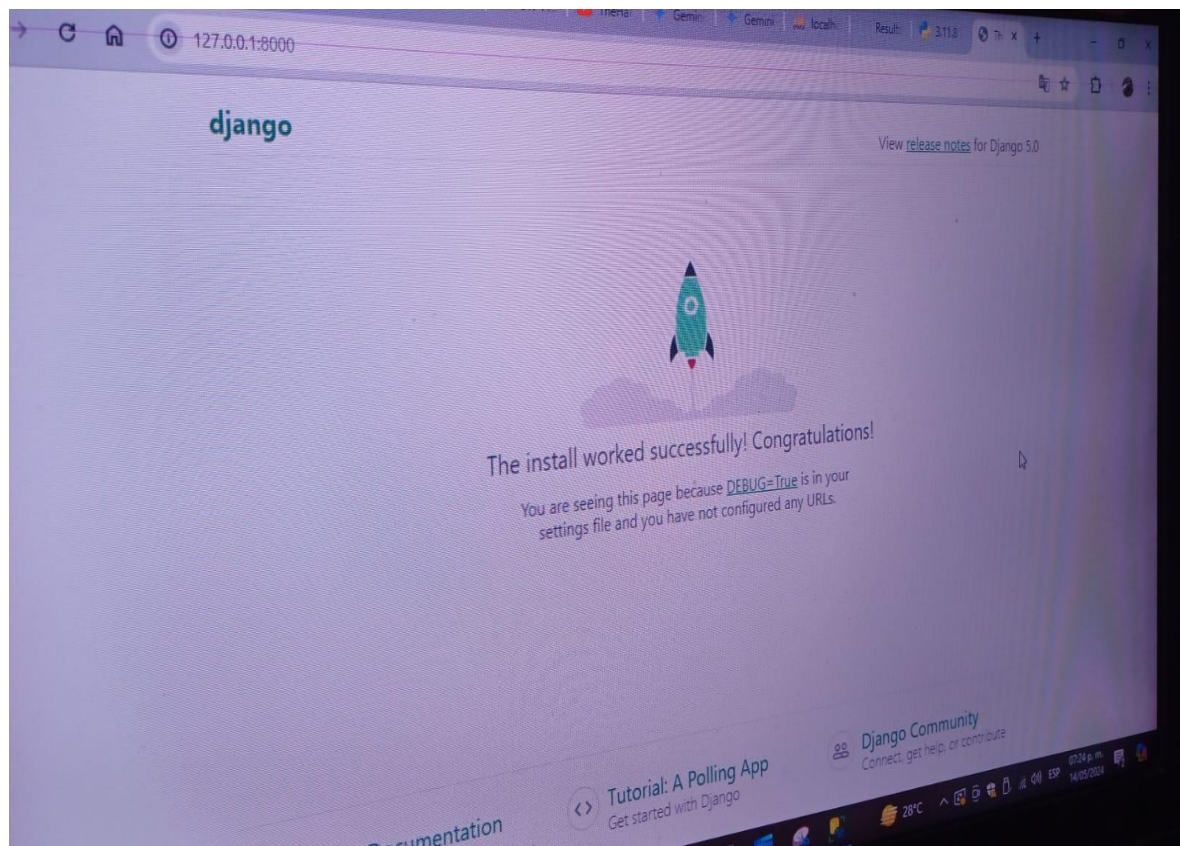 Gemini
Gemini
localh
Result
3.11.8
Th
127.0.0.1:8000
django
View release notes for Django 5.0
The install worked successfully! Congratulations!
You are seeing this page because DEBUG=True is in your
settings file and you have not configured any URLs.
Django Community
Connect, get help, or contribute
Tutorial: A Polling App
Get started with Django
cumentation
28°C
ESP
07:24 p. m.
14/05/2024